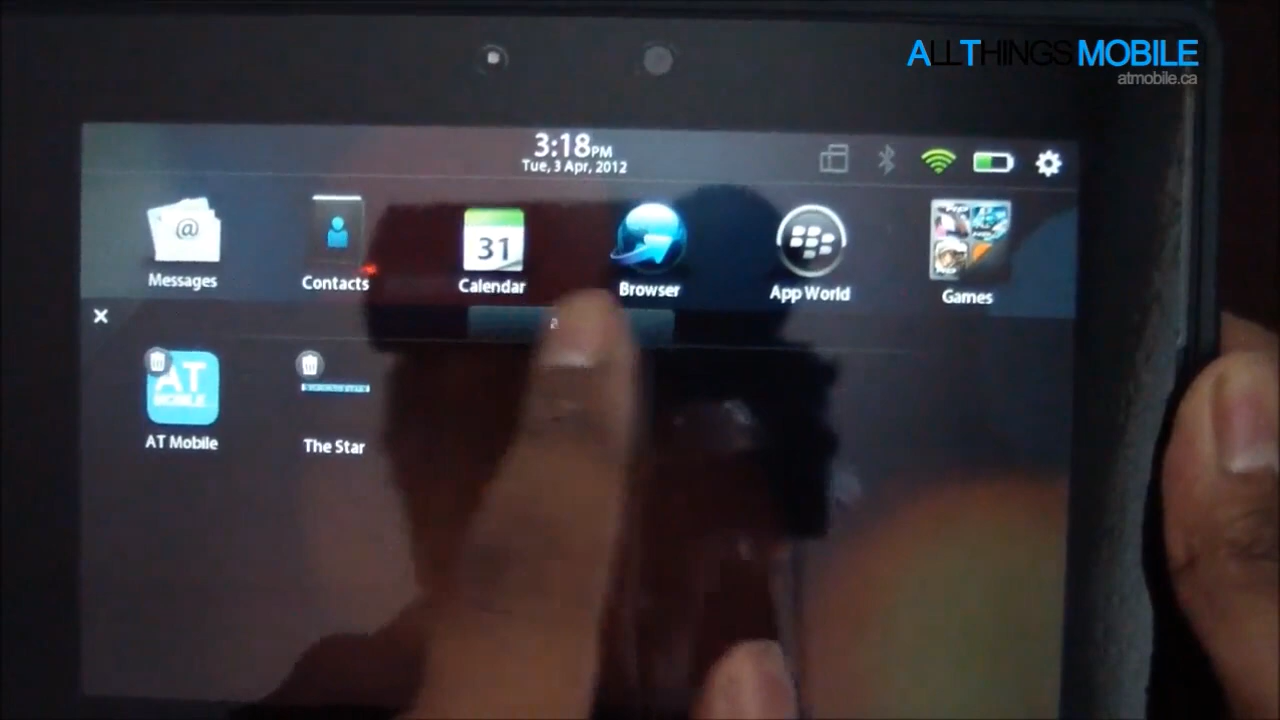 ALLTHINGS MOBILE
atmobile.ca
3:18PM
Tue, 3 Apr, 2012
@
31
Messages
Contacts
Calendar
Browser
App World
Games
2
AT
MOBILE
AT Mobile
The Star